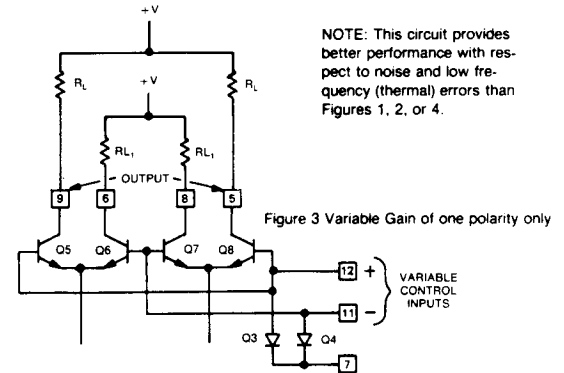 +V
NOTE: This circuit provides
better performance with res-
pect to noise and low fre-
quency (thermal) errors than
Figures 1, 2, or 4.
RL
+V
RL
RL1
RL1
OUTPUT
9
6
8
5
Figure 3 Variable Gain of one polarity only
Q5
Q6
Q7
Q8
12 +
VARIABLE
CONTROL
INPUTS
11 −
Q3
Q4
7